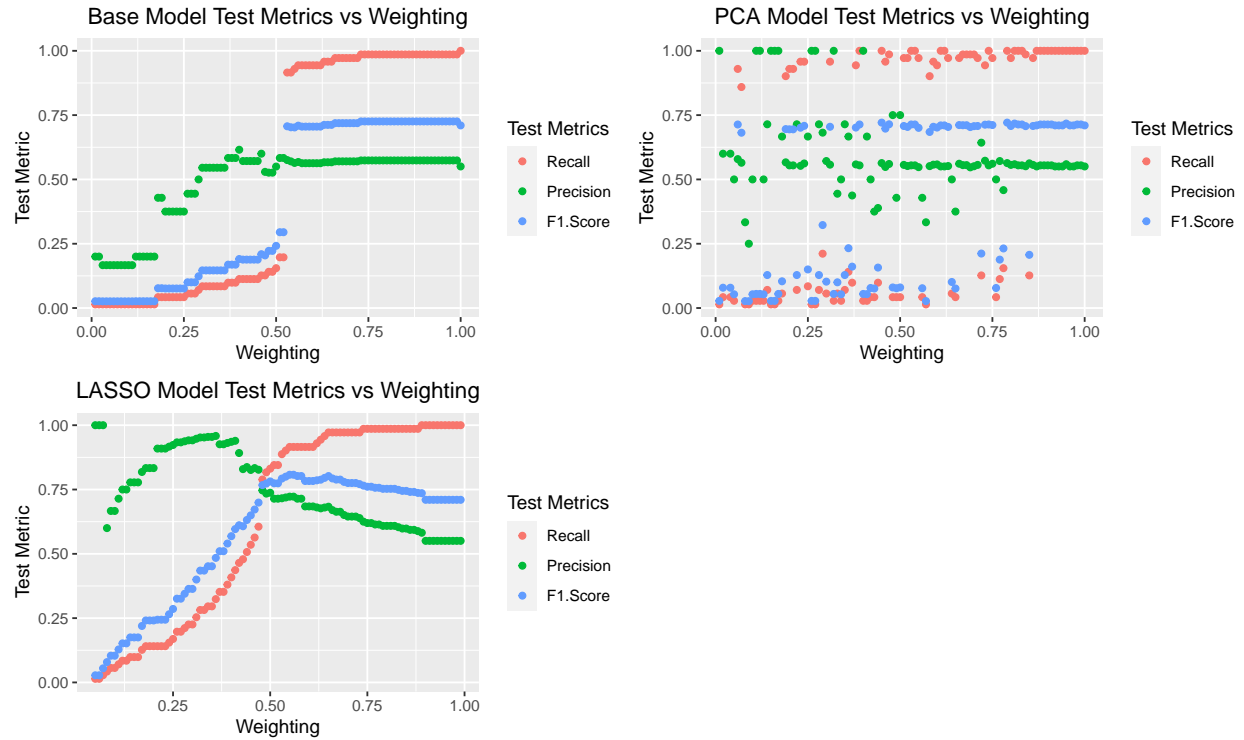 Base Model Test Metrics vs Weighting
1.00
0.75
0.50
0.25
0.00
Test Metric
0.00 0.25 0.50 0.75 1.00
Weighting
Test Metrics
Recall
Precision
F1.Score
PCA Model Test Metrics vs Weighting
1.00
0.75
0.50
0.25
0.00
Test Metric
0.00 0.25 0.50 0.75 1.00
Weighting
Test Metrics
Recall
Precision
F1.Score
LASSO Model Test Metrics vs Weighting
1.00
0.75
0.50
0.25
0.00
Test Metric
0.25 0.50 0.75 1.00
Weighting
Test Metrics
Recall
Precision
F1.Score